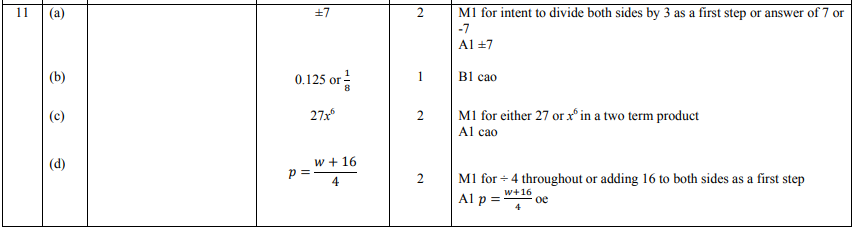 11 (a) ±7 2 M1 for intent to divide both sides by 3 as a first step or answer of 7 or
-7
A1 ±7
(b) 0.125 or 1/8 1 B1 cao
(c) 27x⁶ 2 M1 for either 27 or x⁶ in a two term product
A1 cao
(d) p = (w + 16)/4 2 M1 for ÷ 4 throughout or adding 16 to both sides as a first step
A1 p = (w+16)/4 oe